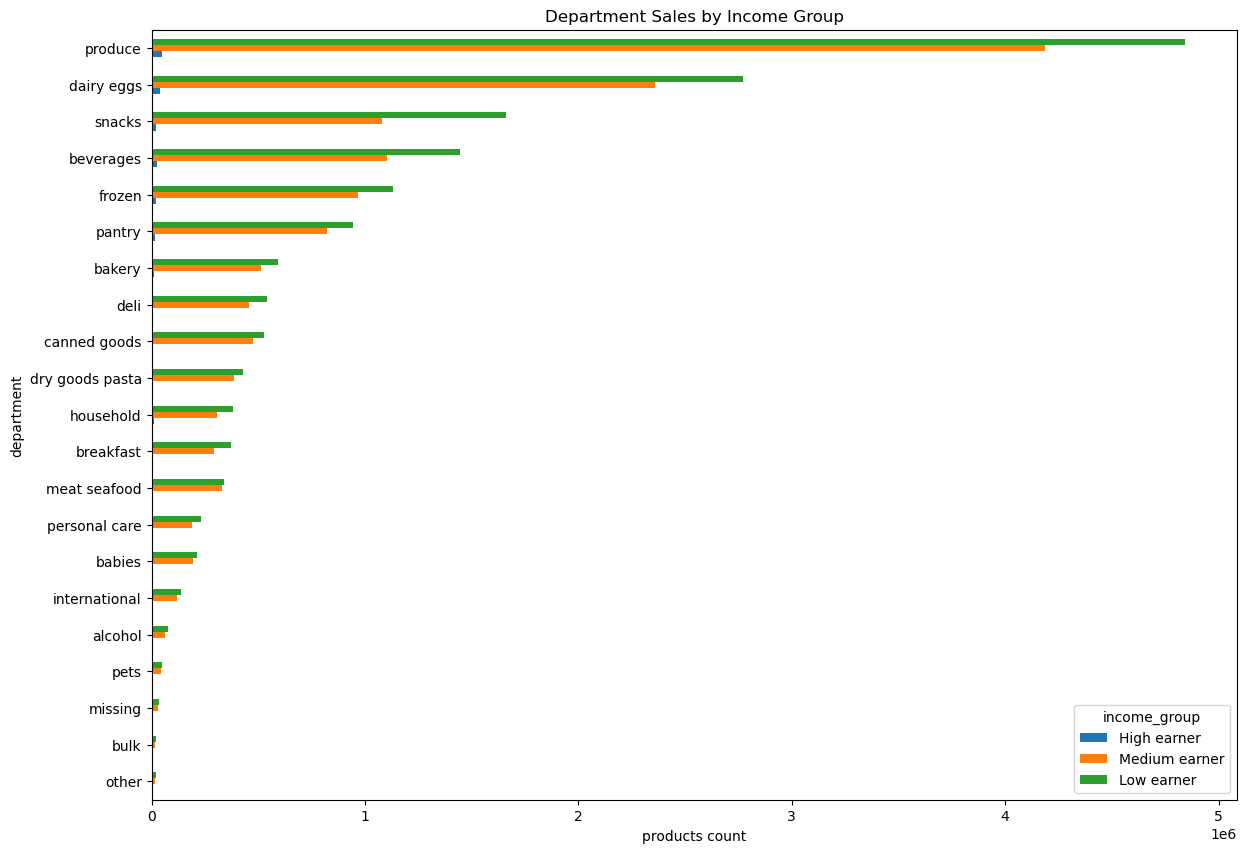 Department Sales by Income Group
produce
dairy eggs
snacks
beverages
frozen
pantry
bakery
deli
canned goods
dry goods pasta
household
breakfast
meat seafood
personal care
babies
international
alcohol
pets
missing
bulk
other
department
income_group
High earner
Medium earner
Low earner
0 1 2 3 4 5
1e6
products count